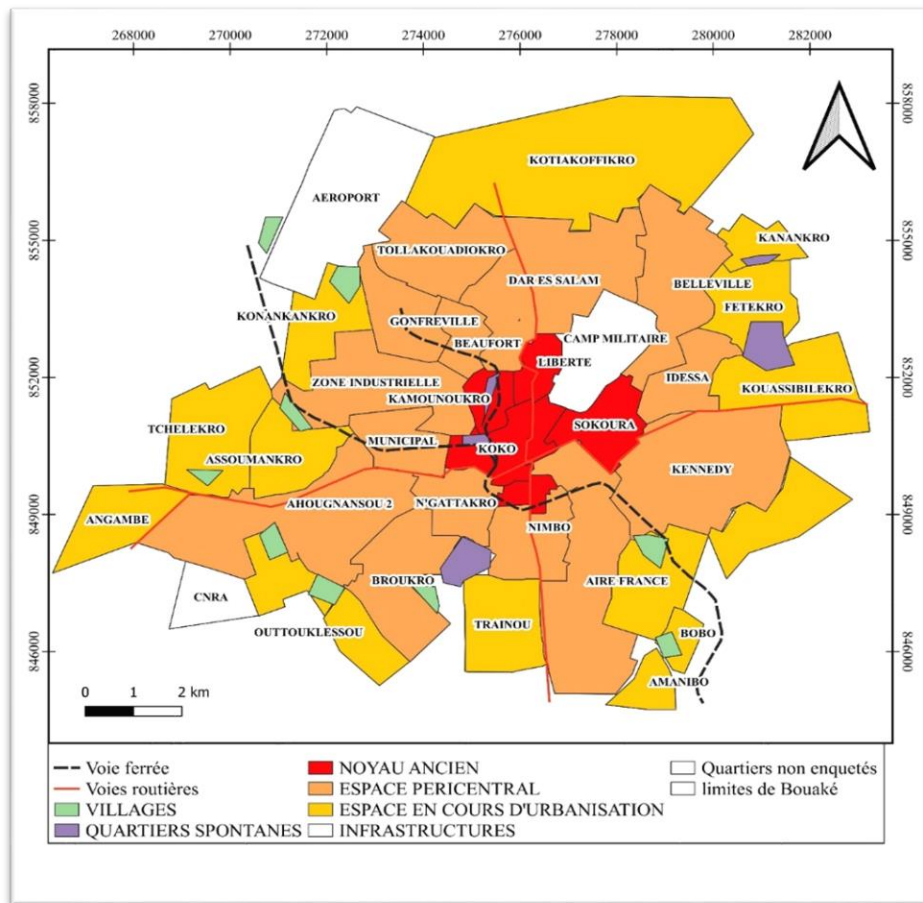 268000 270000 272000 274000 276000 278000 280000 282000
858000
858000
KOTIAKOFFIKRO
AEROPORT
855000
855000
KANANKRO
TOLLAKOUADIOKRO
DAR ES SALAM
BELLEVILLE
FETEKRO
KONANKANKRO
GONFREVILLE
BEAUFORT
CAMP MILITAIRE
LIBERTE
852000
852000
ZONE INDUSTRIELLE
IDESSA
KOUASSIBILEKRO
KAMOUNOUKRO
TCHELEKRO
SOKOURA
MUNICIPAL
KOKO
ASSOUMANKRO
KENNEDY
849000
849000
ANGAMBE
AHOUGNANSOU 2
N'GATTAKRO
NIMBO
CNRA
BROUKRO
AIRE FRANCE
OUTTOUKLESSOU
TRAINOU
BOBO
846000
846000
AMANIBO
0 1 2 km
Voie ferrée
Voies routières
VILLAGES
QUARTIERS SPONTANES
NOYAU ANCIEN
ESPACE PERICENTRAL
ESPACE EN COURS D'URBANISATION
INFRASTRUCTURES
Quartiers non enquetés
limites de Bouaké